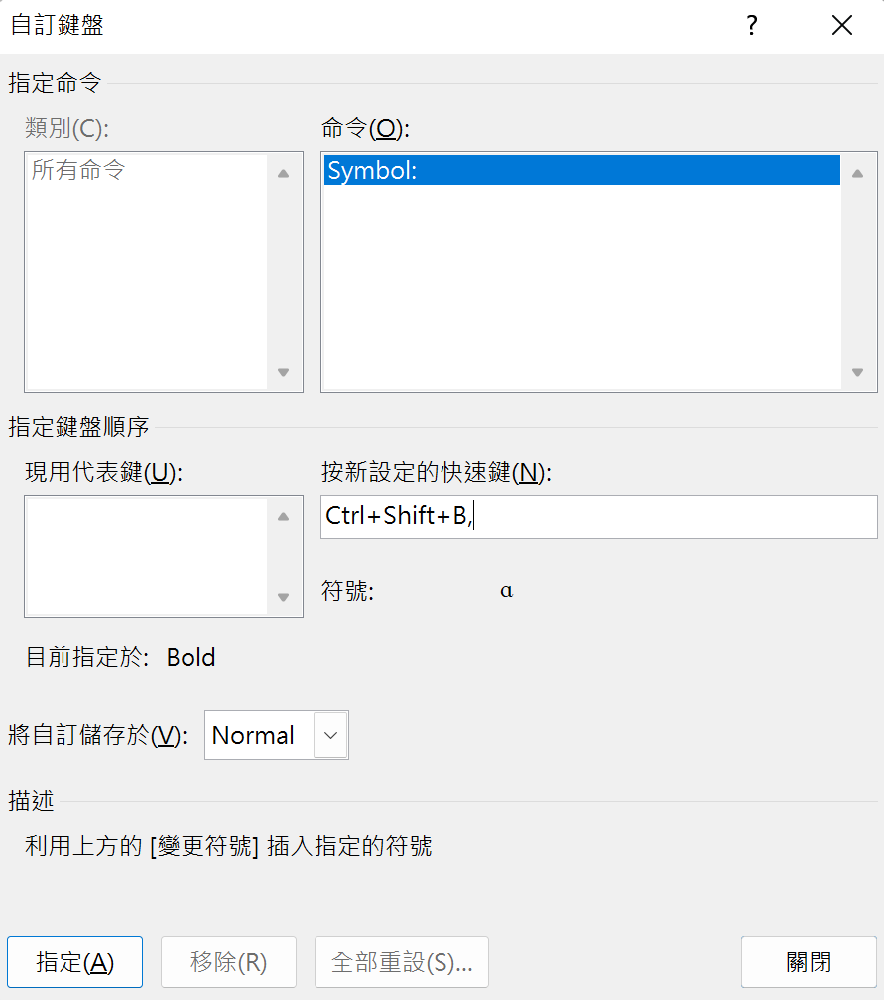 自訂鍵盤
指定命令
類別(C):
命令(O):
所有命令
Symbol:
指定鍵盤順序
現用代表鍵(U):
按新設定的快速鍵(N):
Ctrl+Shift+B,
符號: ɑ
目前指定於: Bold
將自訂儲存於(V): Normal
描述
利用上方的 [變更符號] 插入指定的符號
指定(A) 移除(R) 全部重設(S)... 關閉